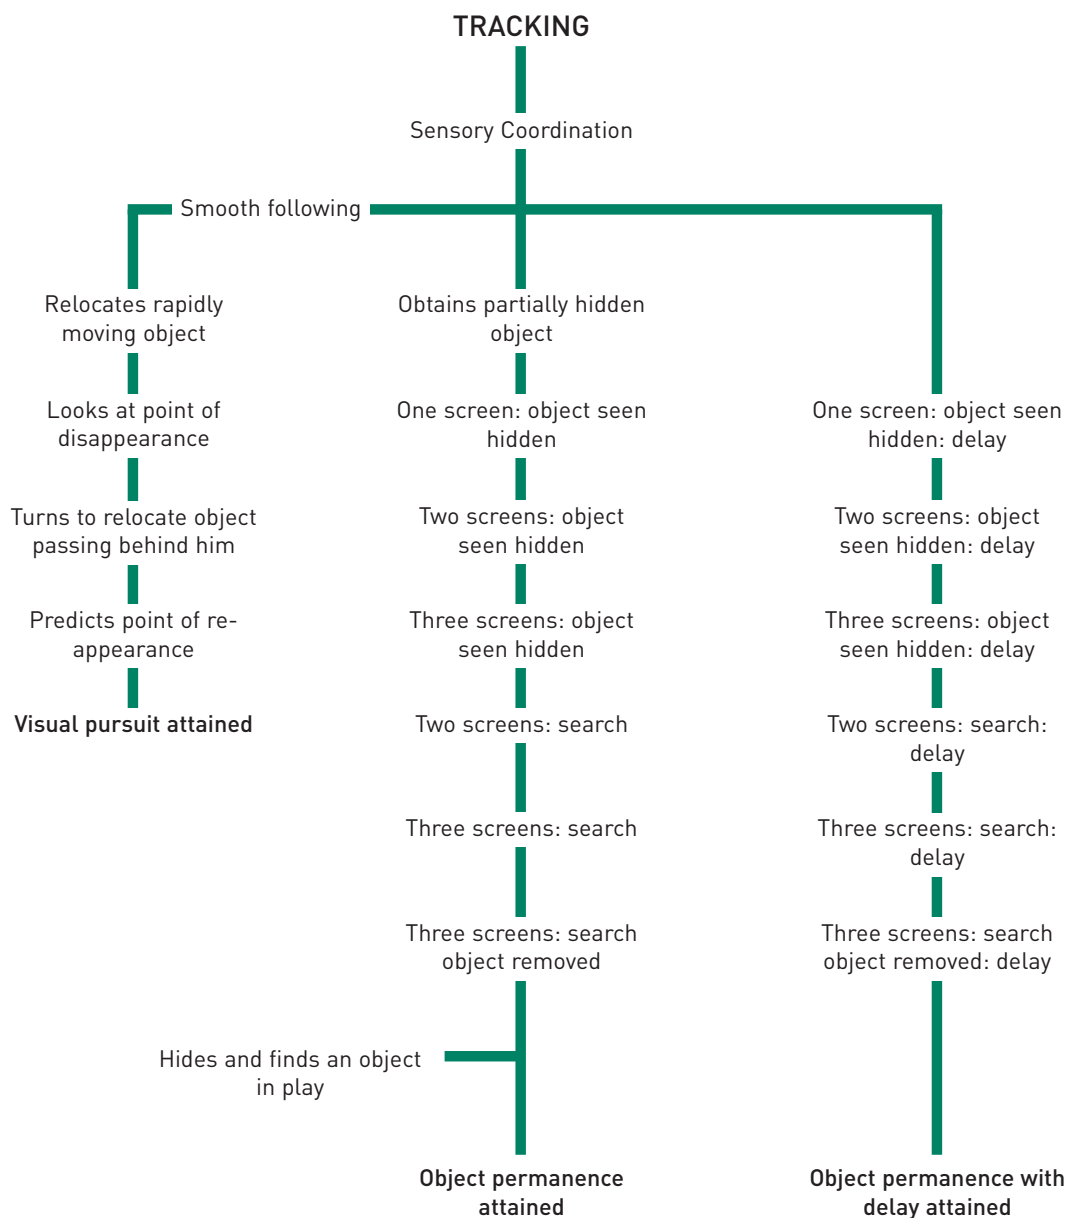 TRACKING
Sensory Coordination
Smooth following
Relocates rapidly
moving object
Looks at point of
disappearance
Turns to relocate object
passing behind him
Predicts point of re-
appearance
Visual pursuit attained
Obtains partially hidden
object
One screen: object seen
hidden
Two screens: object
seen hidden
Three screens: object
seen hidden
Two screens: search
Three screens: search
Three screens: search
object removed
Hides and finds an object
in play
Object permanence
attained
One screen: object seen
hidden: delay
Two screens: object
seen hidden: delay
Three screens: object
seen hidden: delay
Two screens: search:
delay
Three screens: search:
delay
Three screens: search
object removed: delay
Object permanence with
delay attained